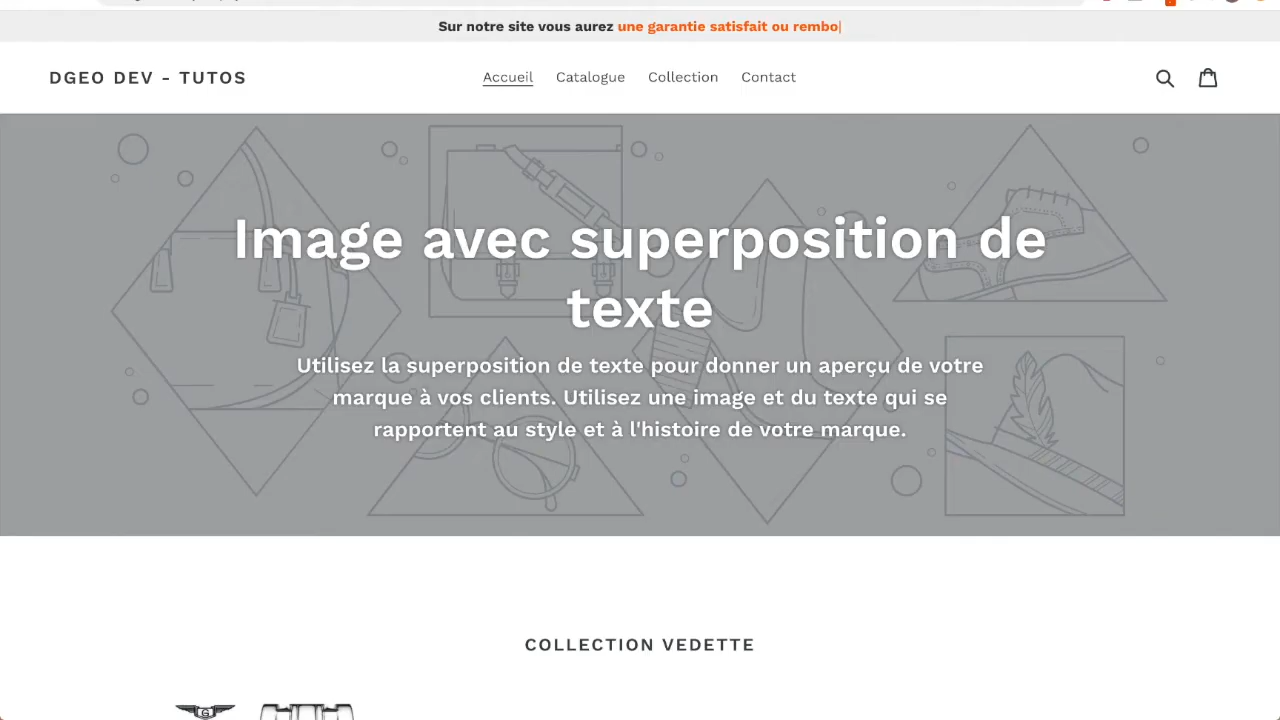 Sur notre site vous aurez une garantie satisfait ou rembo|
DGEO DEV - TUTOS
Accueil Catalogue Collection Contact
Image avec superposition de
texte
Utilisez la superposition de texte pour donner un aperçu de votre
marque à vos clients. Utilisez une image et du texte qui se
rapportent au style et à l'histoire de votre marque.
COLLECTION VEDETTE
G